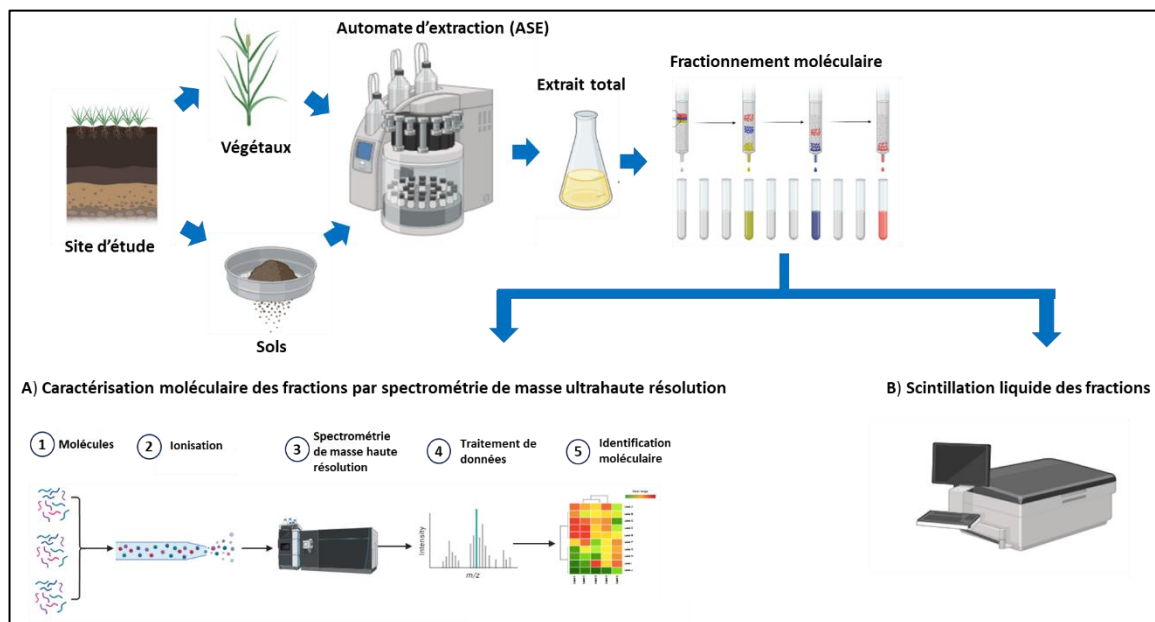 Automate d'extraction (ASE)
Fractionnement moléculaire
Extrait total
Végétaux
Site d'étude
Sols
A) Caractérisation moléculaire des fractions par spectrométrie de masse ultrahaute résolution
B) Scintillation liquide des fractions
1 Molécules
2 Ionisation
3 Spectrométrie
de masse haute
résolution
4 Traitement de
données
5 Identification
moléculaire
Intensity
m/z